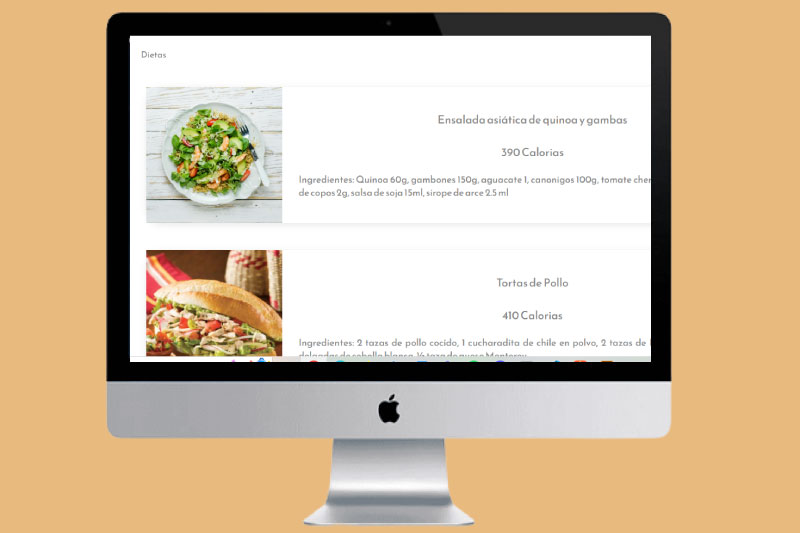 Dietas
Ensalada asiática de quinoa y gambas
390 Calorias
Ingredientes: Quinoa 60g, gambones 150g, aguacate 1, canonigos 100g, tomate cher
de copos 2g, salsa de soja 15ml, sirope de arce 2.5 ml
Tortas de Pollo
410 Calorias
Ingredientes: 2 tazas de pollo cocido, 1 cucharadita de chile en polvo, 2 tazas de
delgadas de cebolla blanca, ½ taza de queso Monterey